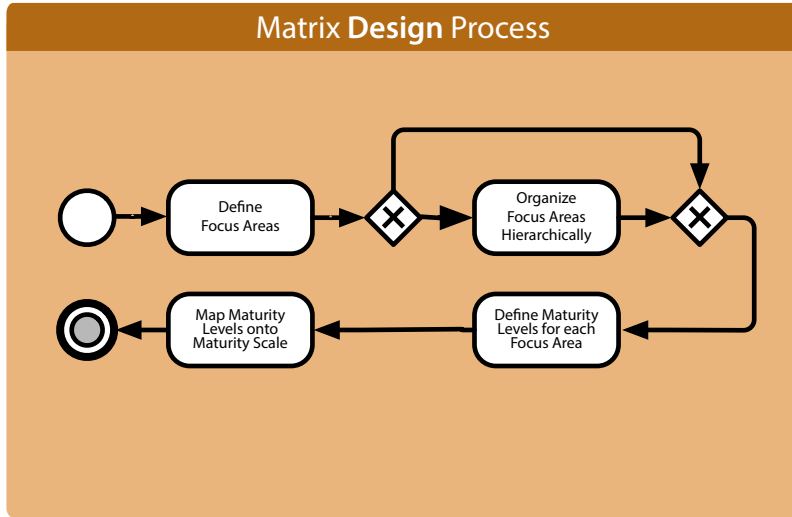 Matrix Design Process
Define
Focus Areas
Organize
Focus Areas
Hierarchically
Map Maturity
Levels onto
Maturity Scale
Define Maturity
Levels for each
Focus Area